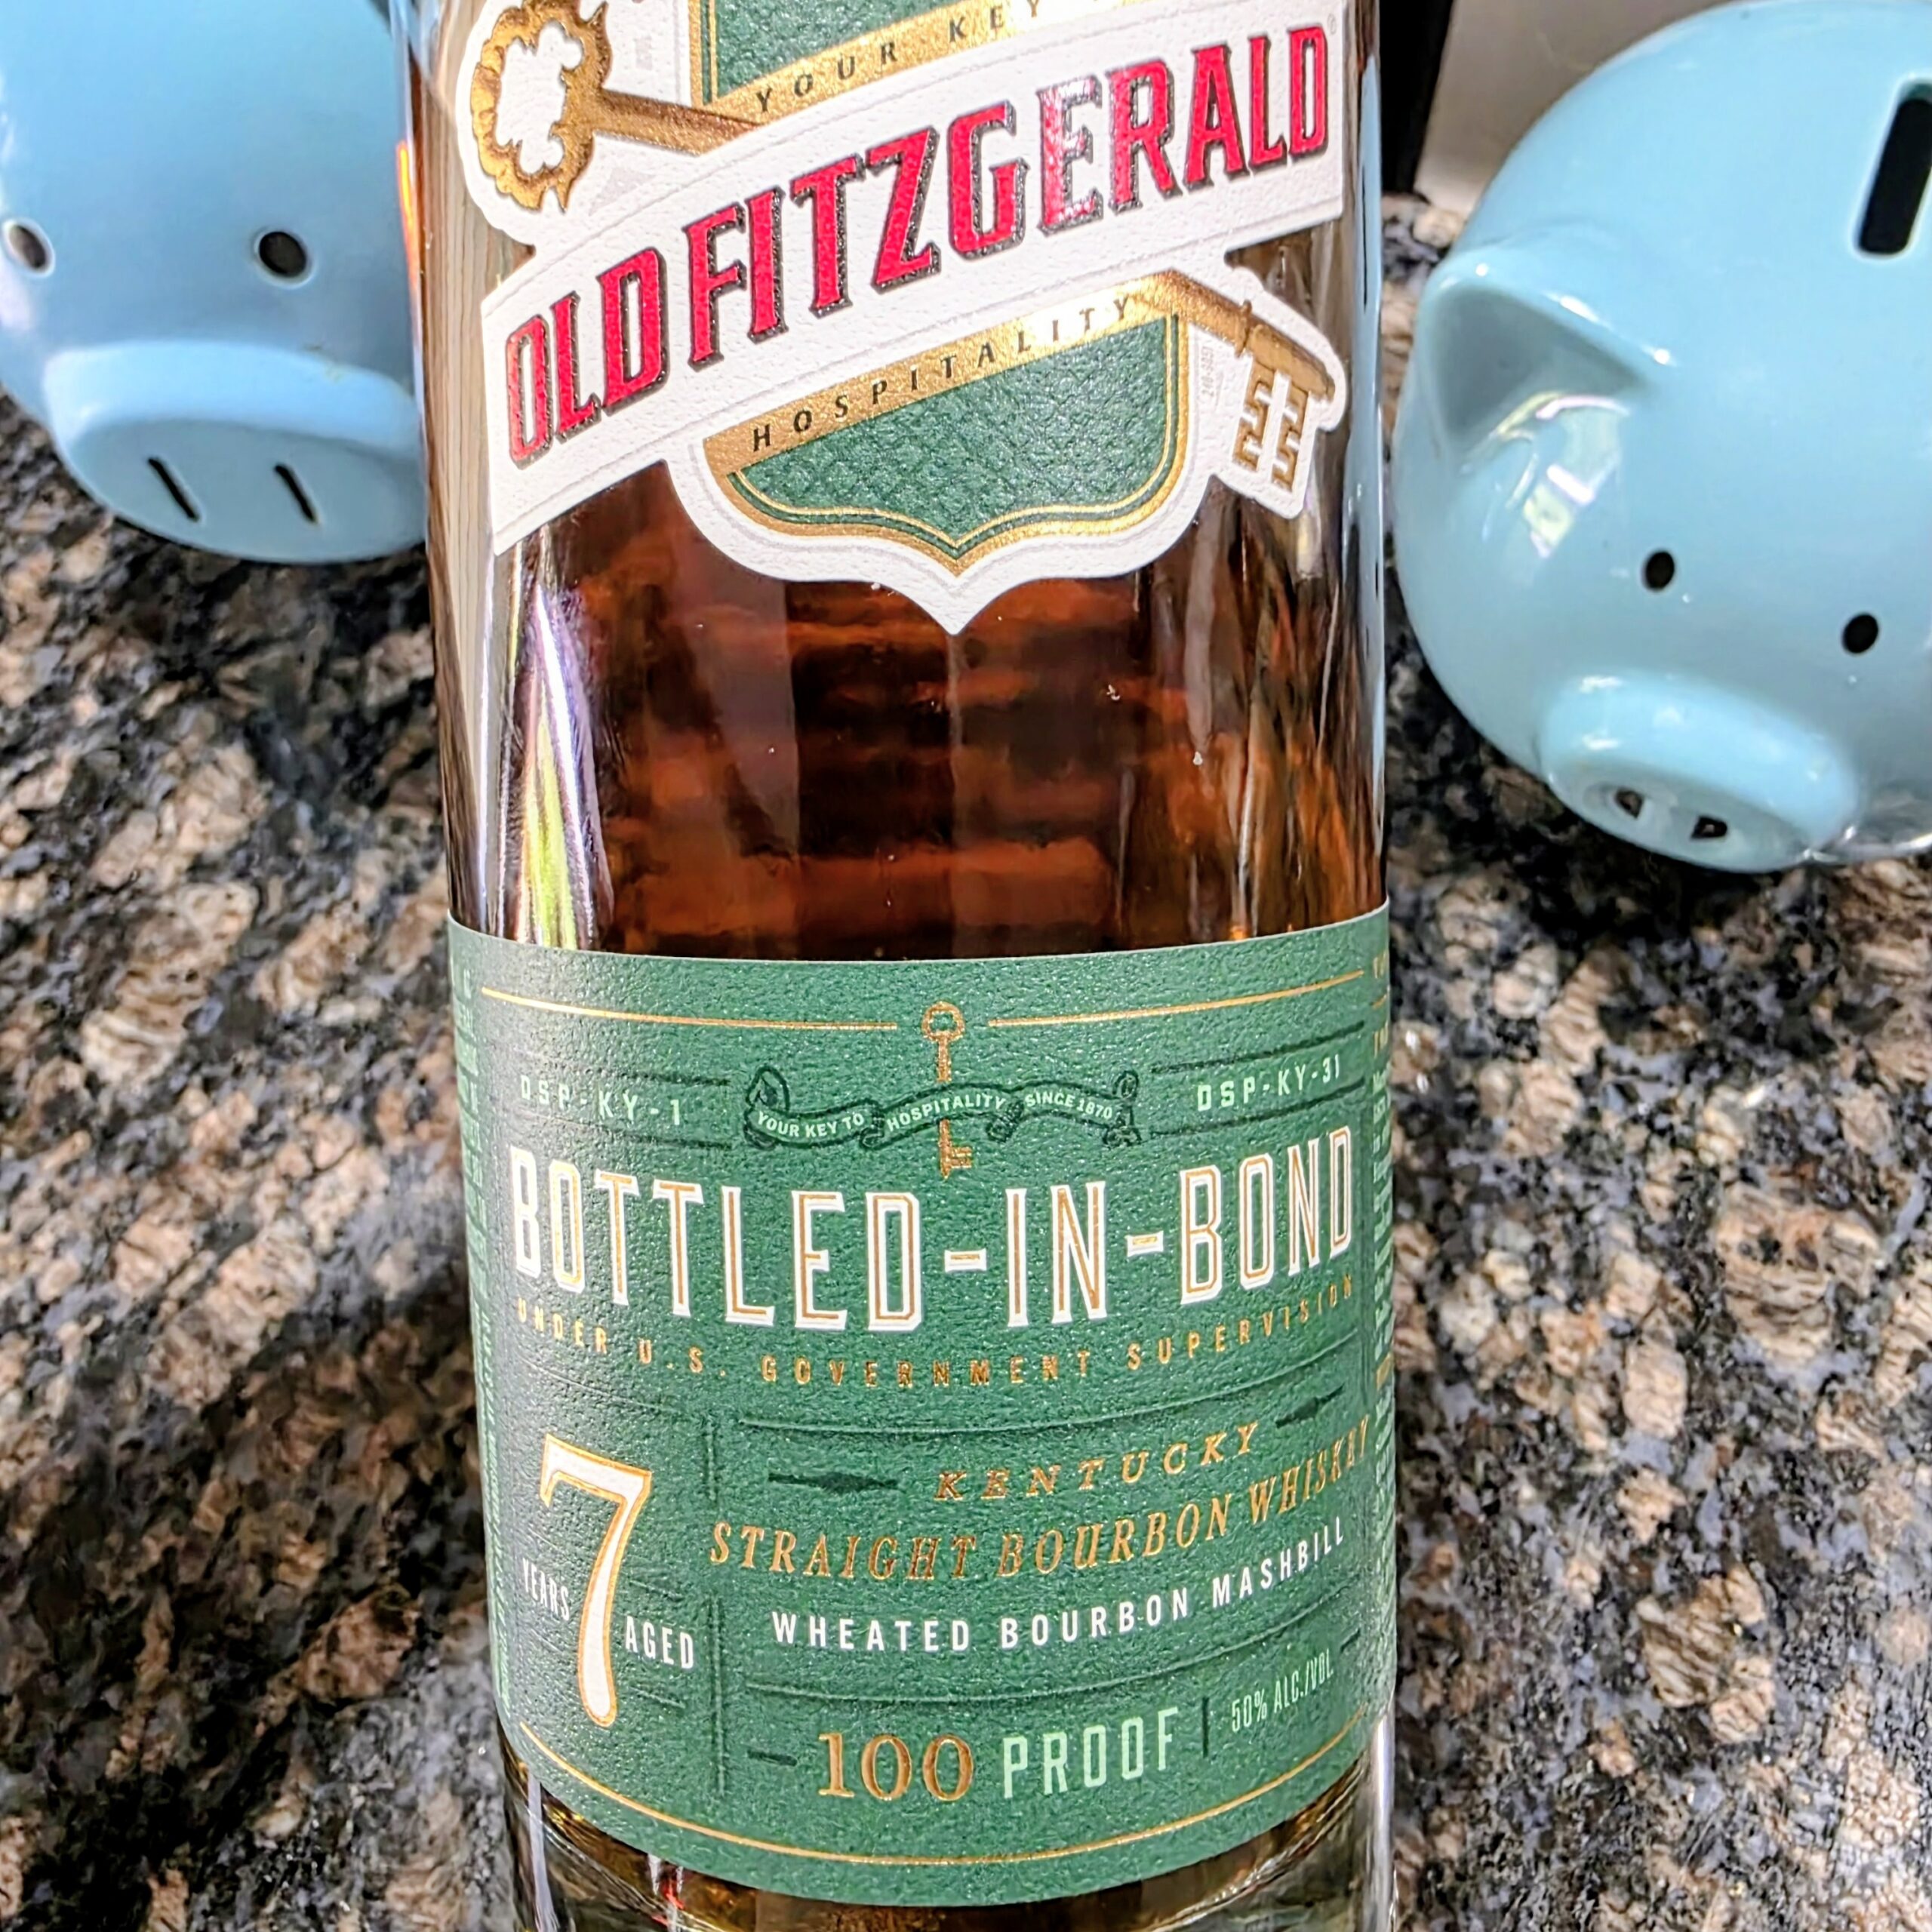 YOUR KEY
OLD FITZGERALD
HOSPITALITY
DSP-KY-1
YOUR KEY TO HOSPITALITY SINCE 1870
DSP-KY-31
BOTTLED-IN-BOND
UNDER U.S. GOVERNMENT SUPERVISION
7
YEARS
AGED
KENTUCKY
STRAIGHT BOURBON WHISKEY
WHEATED BOURBON MASHBILL
100 PROOF
50% ALC./VOL.